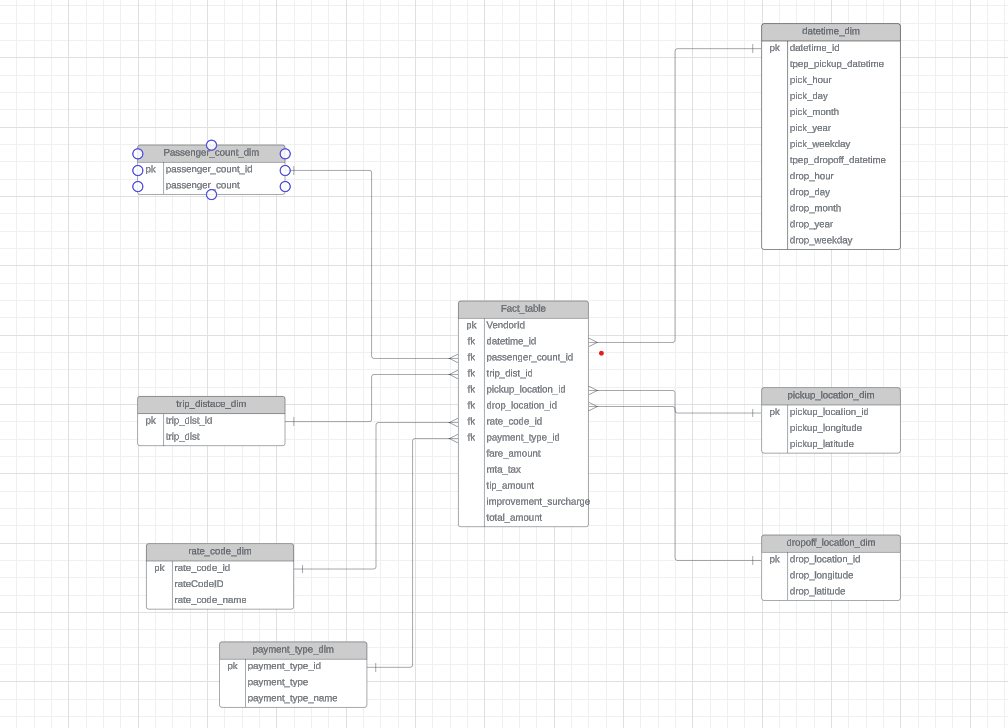 datetime_dim
pk datetime_id
tpep_pickup_datetime
pick_hour
pick_day
pick_month
pick_year
pick_weekday
tpep_dropoff_datetime
drop_hour
drop_day
drop_month
drop_year
drop_weekday
Passenger_count_dim
pk passenger_count_id
passenger_count
Fact_table
pk VendorId
fk datetime_id
fk passenger_count_id
fk trip_dist_id
fk pickup_location_id
fk drop_location_id
fk rate_code_id
fk payment_type_id
fare_amount
mta_tax
tip_amount
improvement_surcharge
total_amount
trip_distace_dim
pk trip_dist_id
trip_dist
pickup_location_dim
pk pickup_location_id
pickup_longitude
pickup_latitude
rate_code_dim
pk rate_code_id
rateCodeID
rate_code_name
dropoff_location_dim
pk drop_location_id
drop_longitude
drop_latitude
payment_type_dim
pk payment_type_id
payment_type
payment_type_name